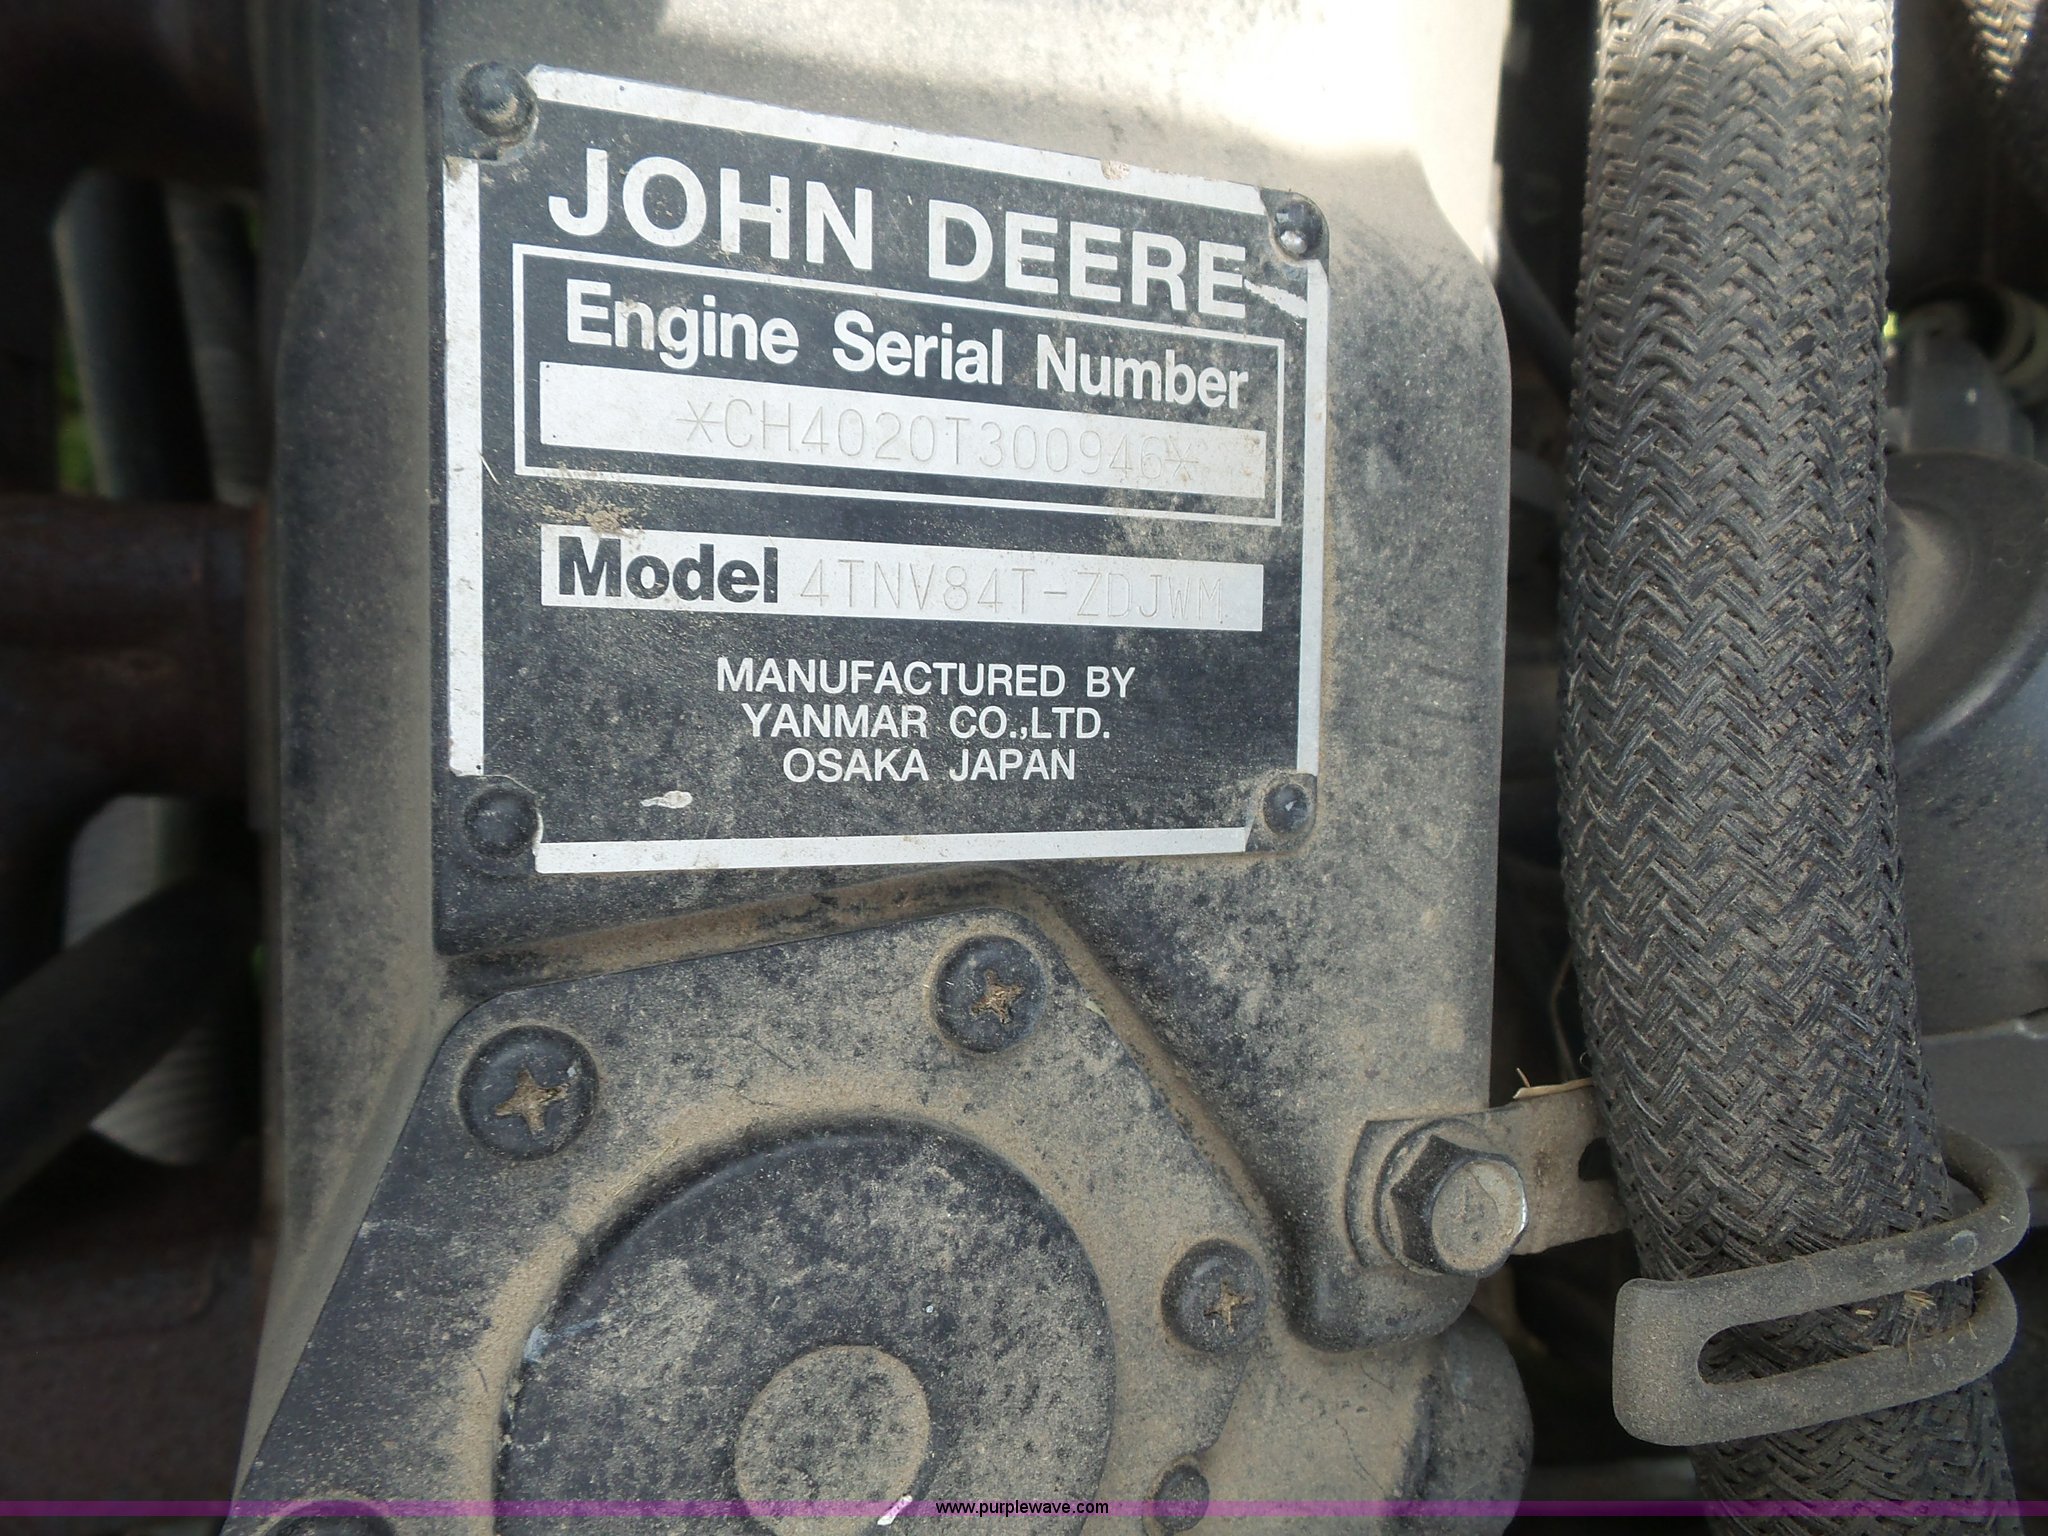 JOHN DEERE
Engine Serial Number
*CH4020T300946*
Model 4TNV84T-ZDJWM
MANUFACTURED BY
YANMAR CO.,LTD.
OSAKA JAPAN
www.purplewave.com